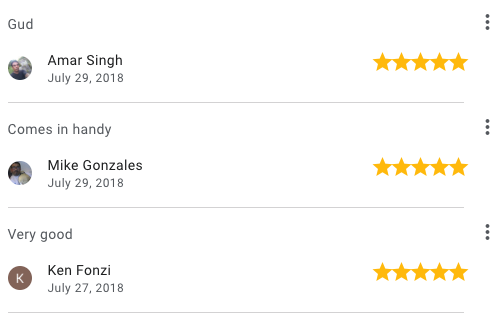 Gud
Amar Singh
July 29, 2018
Comes in handy
Mike Gonzales
July 29, 2018
Very good
K
Ken Fonzi
July 27, 2018